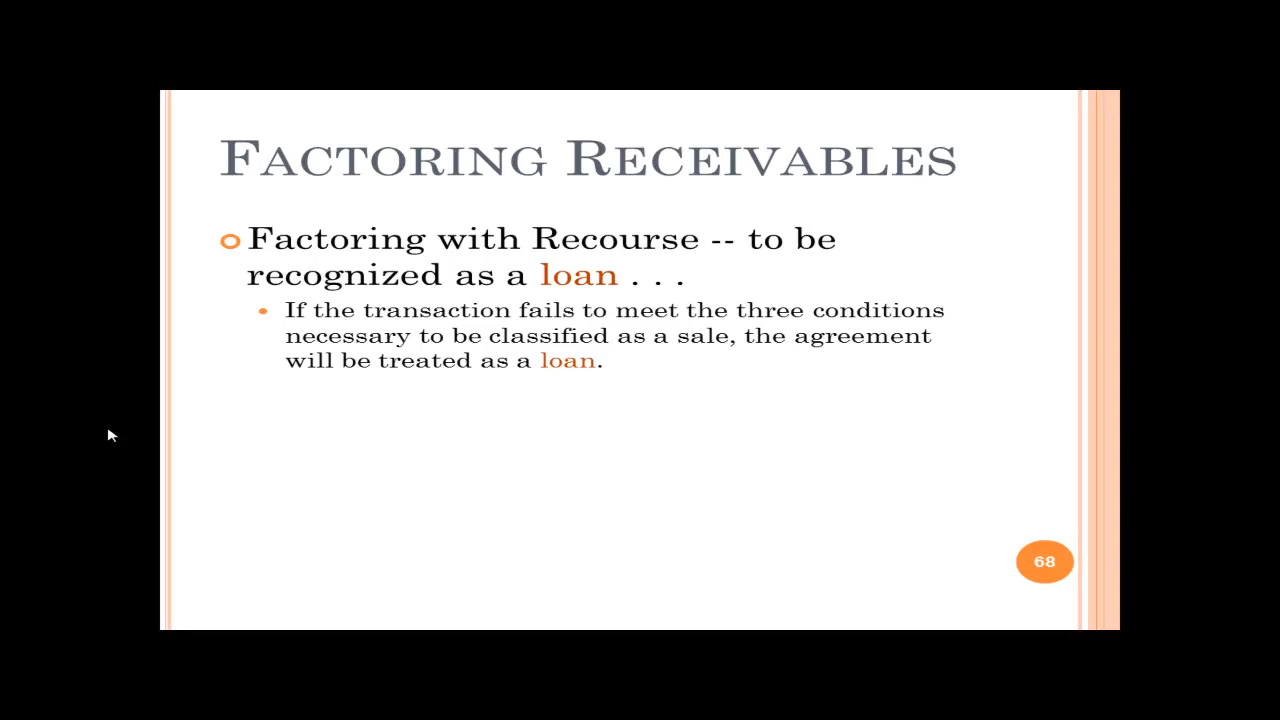 FACTORING RECEIVABLES
Factoring with Recourse -- to be
recognized as a loan . . .
If the transaction fails to meet the three conditions
necessary to be classified as a sale, the agreement
will be treated as a loan.
68